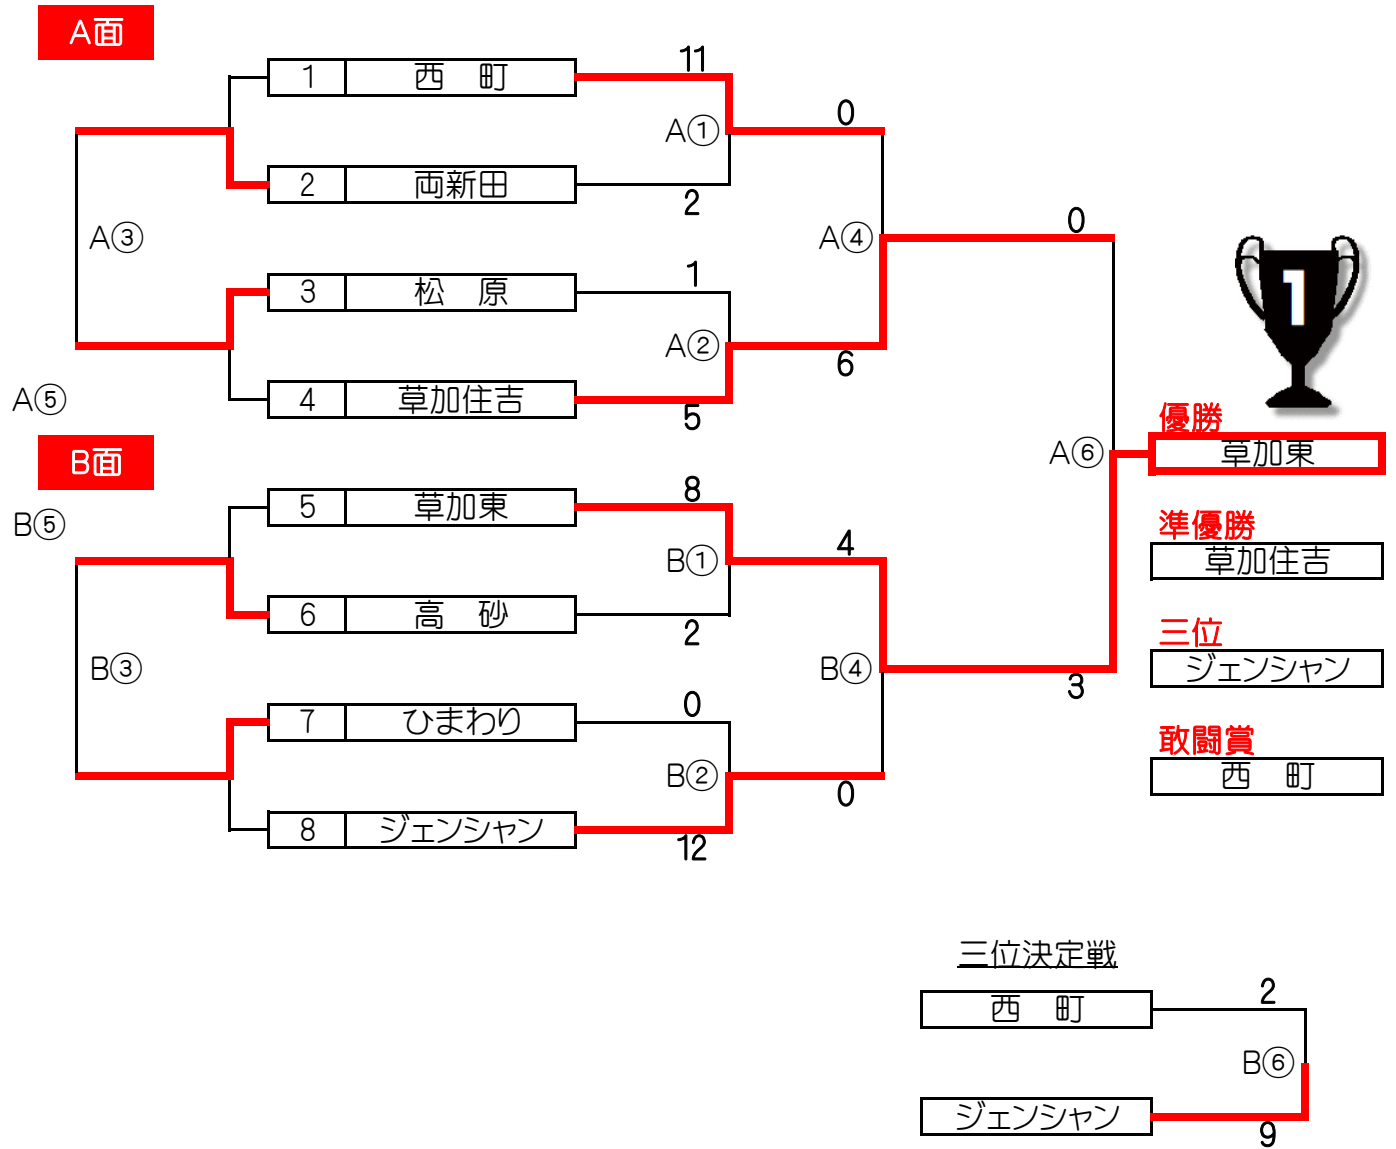 A面
11
1 西 町
0
A①
2 両新田
2
0
A③
A④
1
3 松 原
A②
6
A⑤
4 草加住吉
5
優勝
草加東
A⑥
B面
8
5 草加東
B⑤
4
準優勝
草加住吉
B①
6 高 砂
2
三位
ジェンシャン
B③
B④
3
0
7 ひまわり
敢闘賞
西 町
B②
0
8 ジェンシャン
12
1
三位決定戦
2
西 町
B⑥
ジェンシャン
9